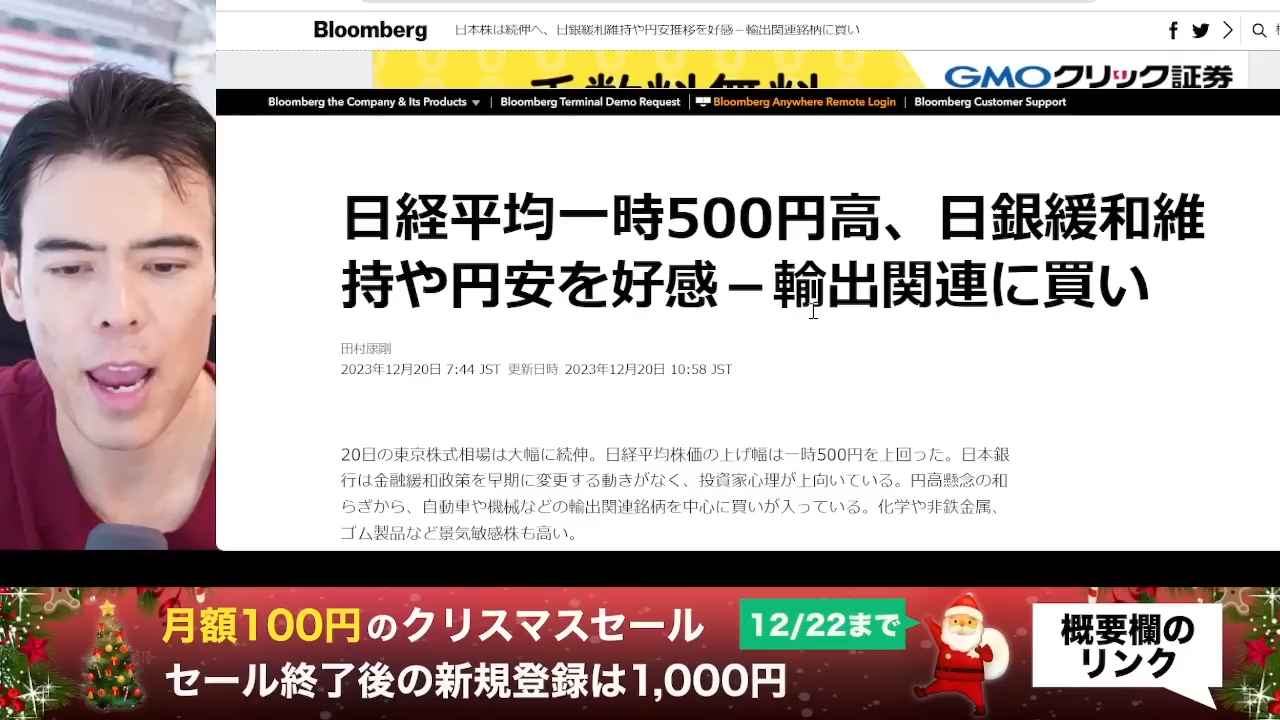 Bloomberg
日本株は続伸へ、日銀緩和維持や円安推移を好感－輸出関連銘柄に買い
手数料無料
GMOクリック証券
Bloomberg the Company & Its Products
Bloomberg Terminal Demo Request
Bloomberg Anywhere Remote Login
Bloomberg Customer Support
日経平均一時500円高、日銀緩和維
持や円安を好感－輸出関連に買い
田村康剛
2023年12月20日 7:44 JST 更新日時 2023年12月20日 10:58 JST
20日の東京株式相場は大幅に続伸。日経平均株価の上げ幅は一時500円を上回った。日本銀
行は金融緩和政策を早期に変更する動きがなく、投資家心理が上向いている。円高懸念の和
らぎから、自動車や機械などの輸出関連銘柄を中心に買いが入っている。化学や非鉄金属、
ゴム製品など景気敏感株も高い。
月額100円のクリスマスセール
12/22まで
セール終了後の新規登録は1,000円
概要欄の
リンク